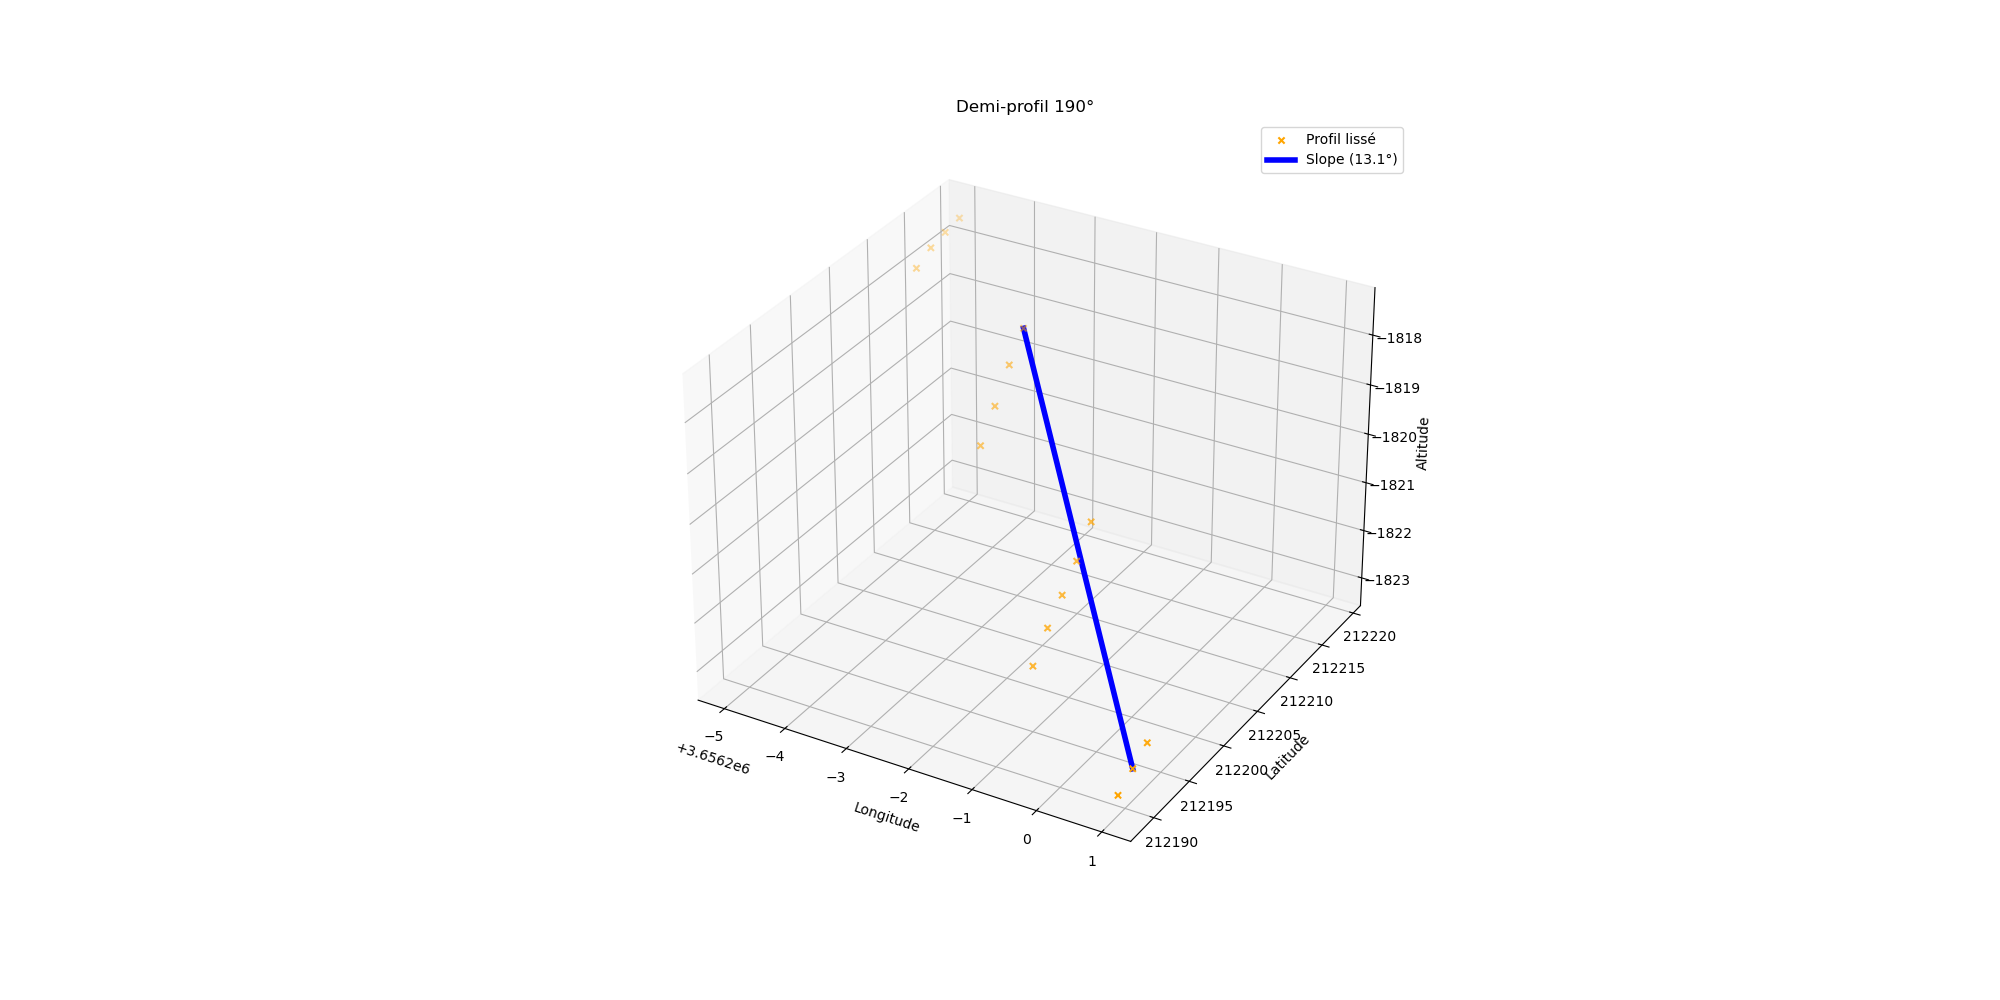 Demi-profil 190°
Profil lissé
Slope (13.1°)
−1818
−1819
−1820
−1821
−1822
−1823
Altitude
212220
212215
212210
212205
212200
212195
212190
Latitude
−5
−4
−3
−2
−1
0
1
+3.6562e6
Longitude